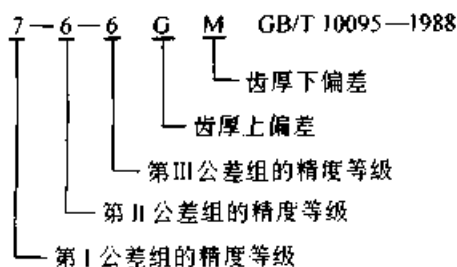 7—6—6 G M GB/T 10095—1988
齿厚下偏差
齿厚上偏差
第III公差组的精度等级
第II公差组的精度等级
第I公差组的精度等级